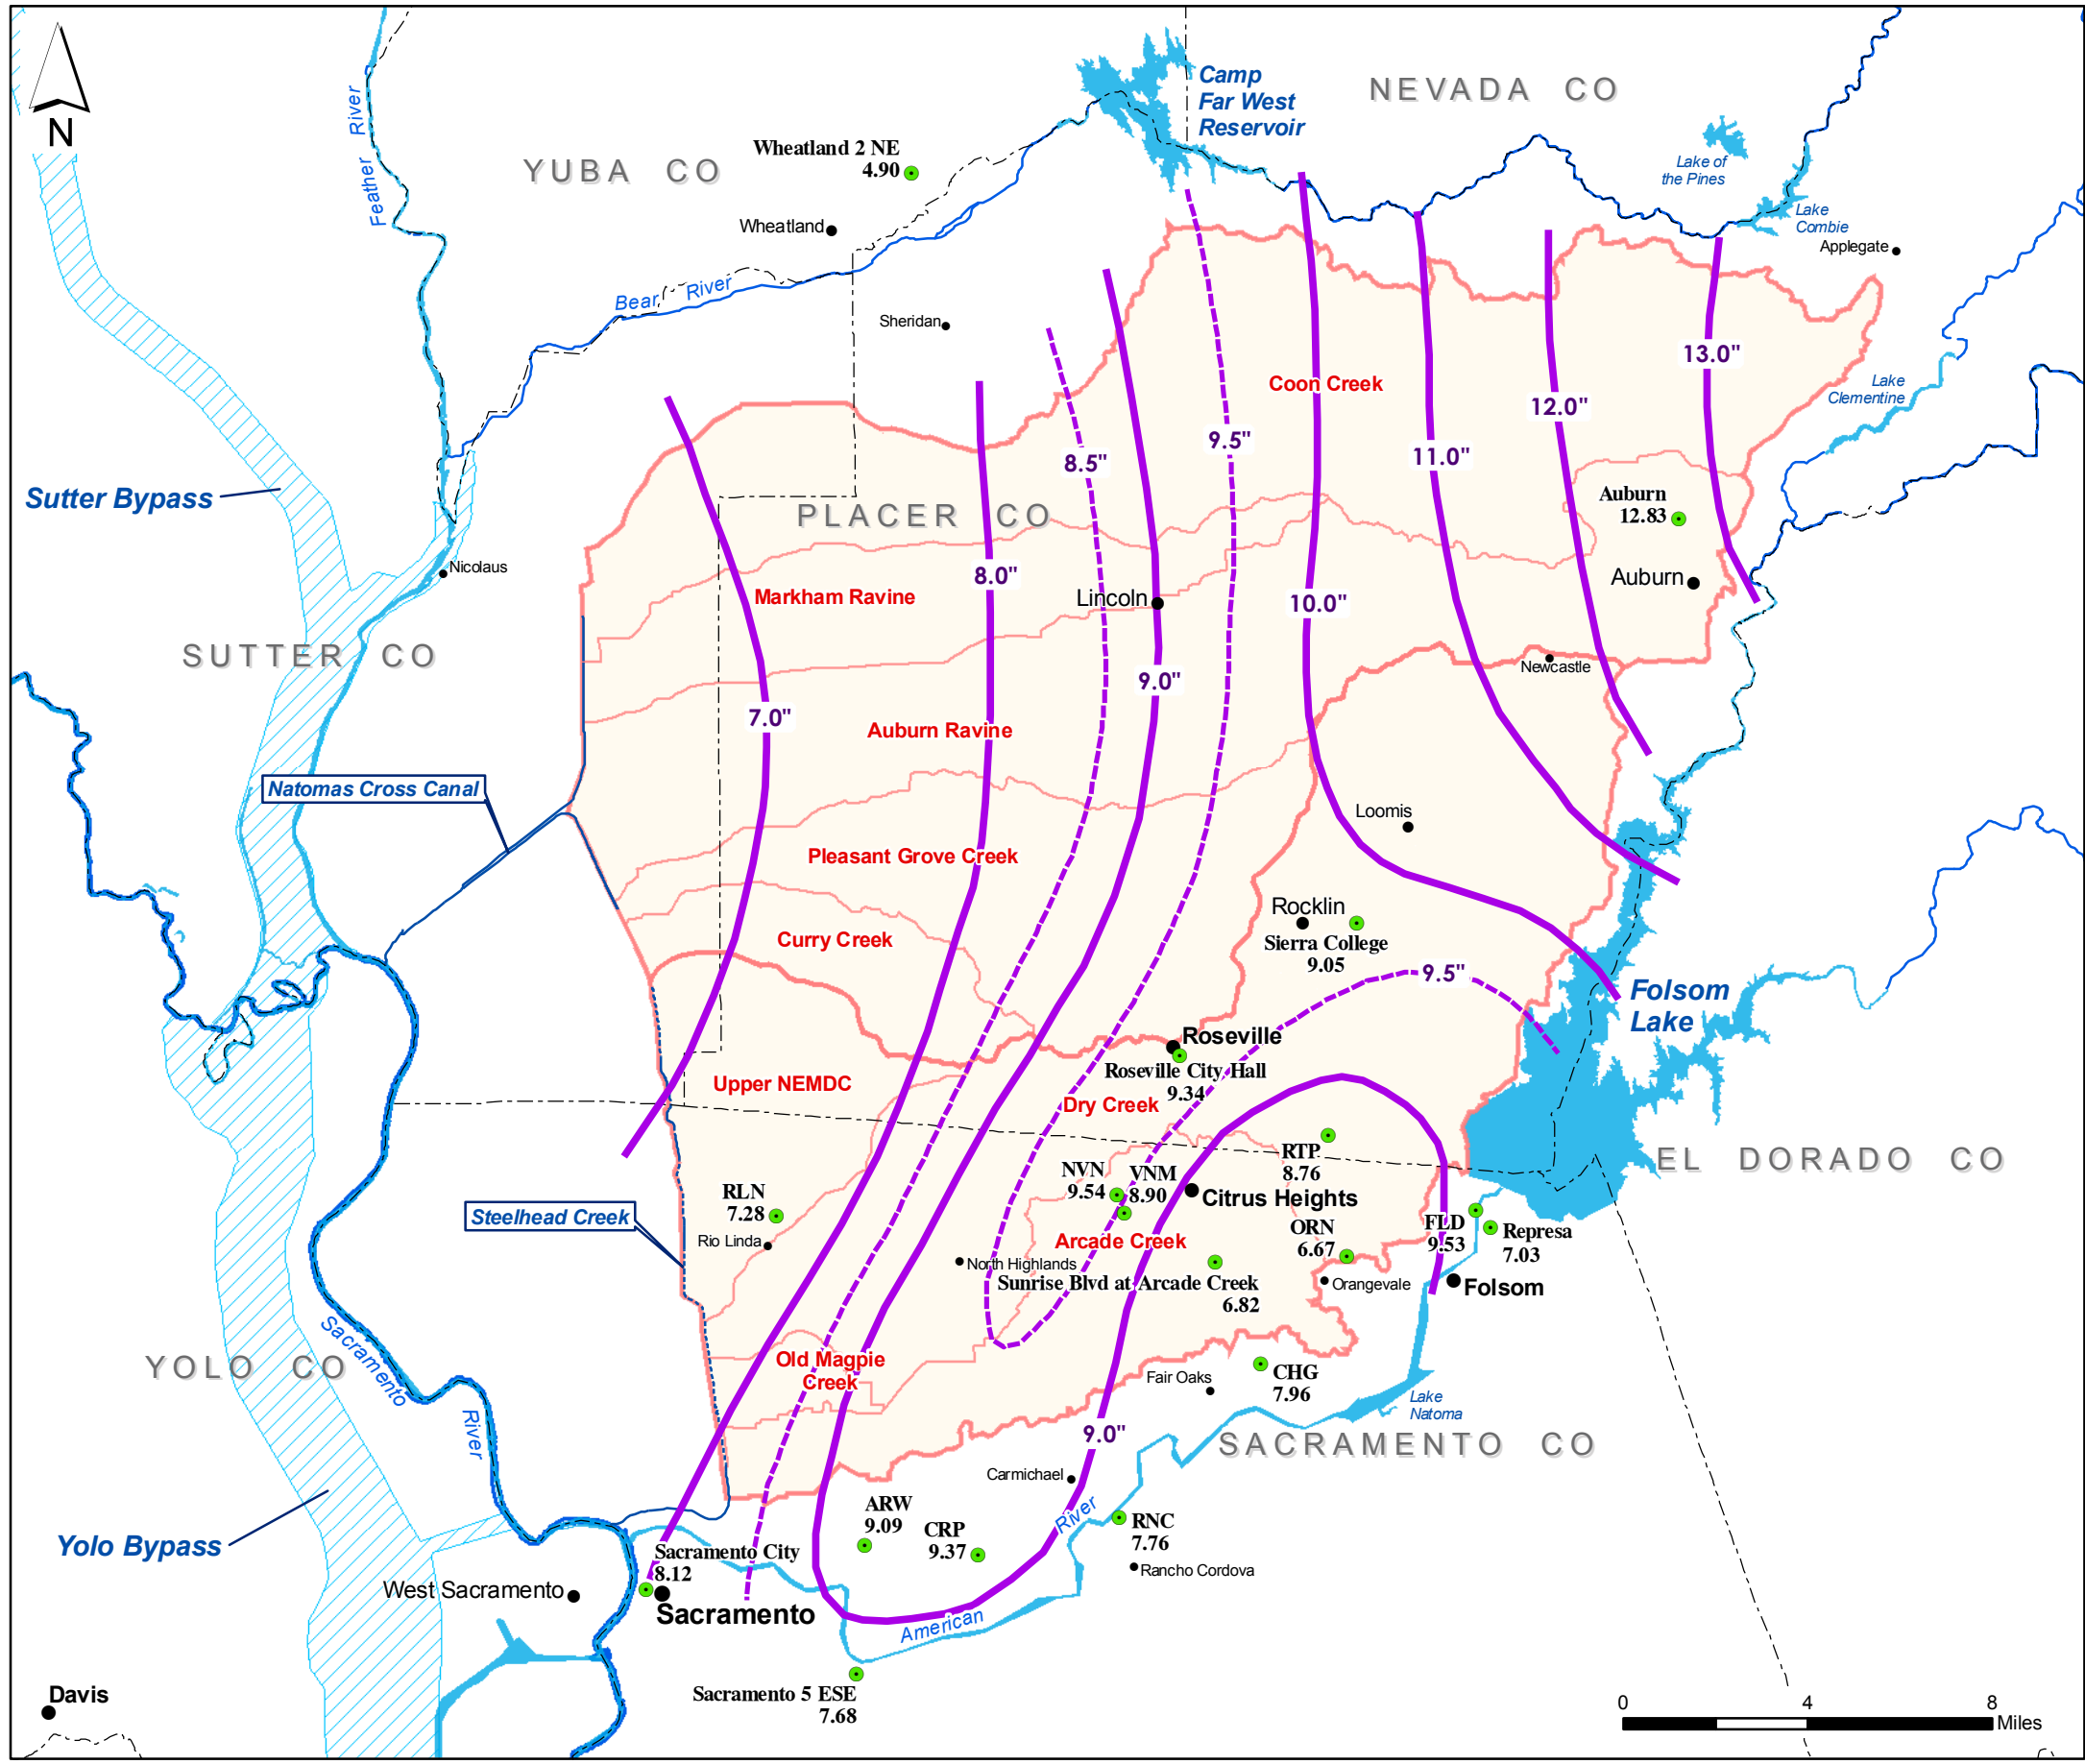 N
Feather River
YUBA CO
Wheatland 2 NE
4.90
Wheatland
Camp
Far West
Reservoir
NEVADA CO
Lake of
the Pines
Lake
Combie
Applegate
Bear River
Sheridan
Coon Creek
13.0"
Lake
Clementine
12.0"
11.0"
9.5"
8.5"
Sutter Bypass
PLACER CO
Auburn
12.83
Auburn
Nicolaus
Markham Ravine
8.0"
Lincoln
10.0"
SUTTER CO
Newcastle
9.0"
7.0"
Auburn Ravine
Natomas Cross Canal
Loomis
Pleasant Grove Creek
Rocklin
Sierra College
9.05
Curry Creek
9.5"
Folsom
Lake
Roseville
Roseville City Hall
9.34
Upper NEMDC
Dry Creek
RTP
8.76
EL DORADO CO
NVN
9.54
VNM
8.90
Citrus Heights
RLN
7.28
Steelhead Creek
Rio Linda
Arcade Creek
ORN
6.67
FLD
9.53
Represa
7.03
North Highlands
Sunrise Blvd at Arcade Creek
6.82
Orangevale
Folsom
YOLO CO
Sacramento River
Old Magpie
Creek
Fair Oaks
CHG
7.96
Lake
Natoma
9.0"
SACRAMENTO CO
Carmichael
ARW
9.09
CRP
9.37
River
RNC
7.76
Rancho Cordova
Yolo Bypass
Sacramento City
8.12
West Sacramento
Sacramento
American
Sacramento 5 ESE
7.68
Davis
0 4 8
Miles